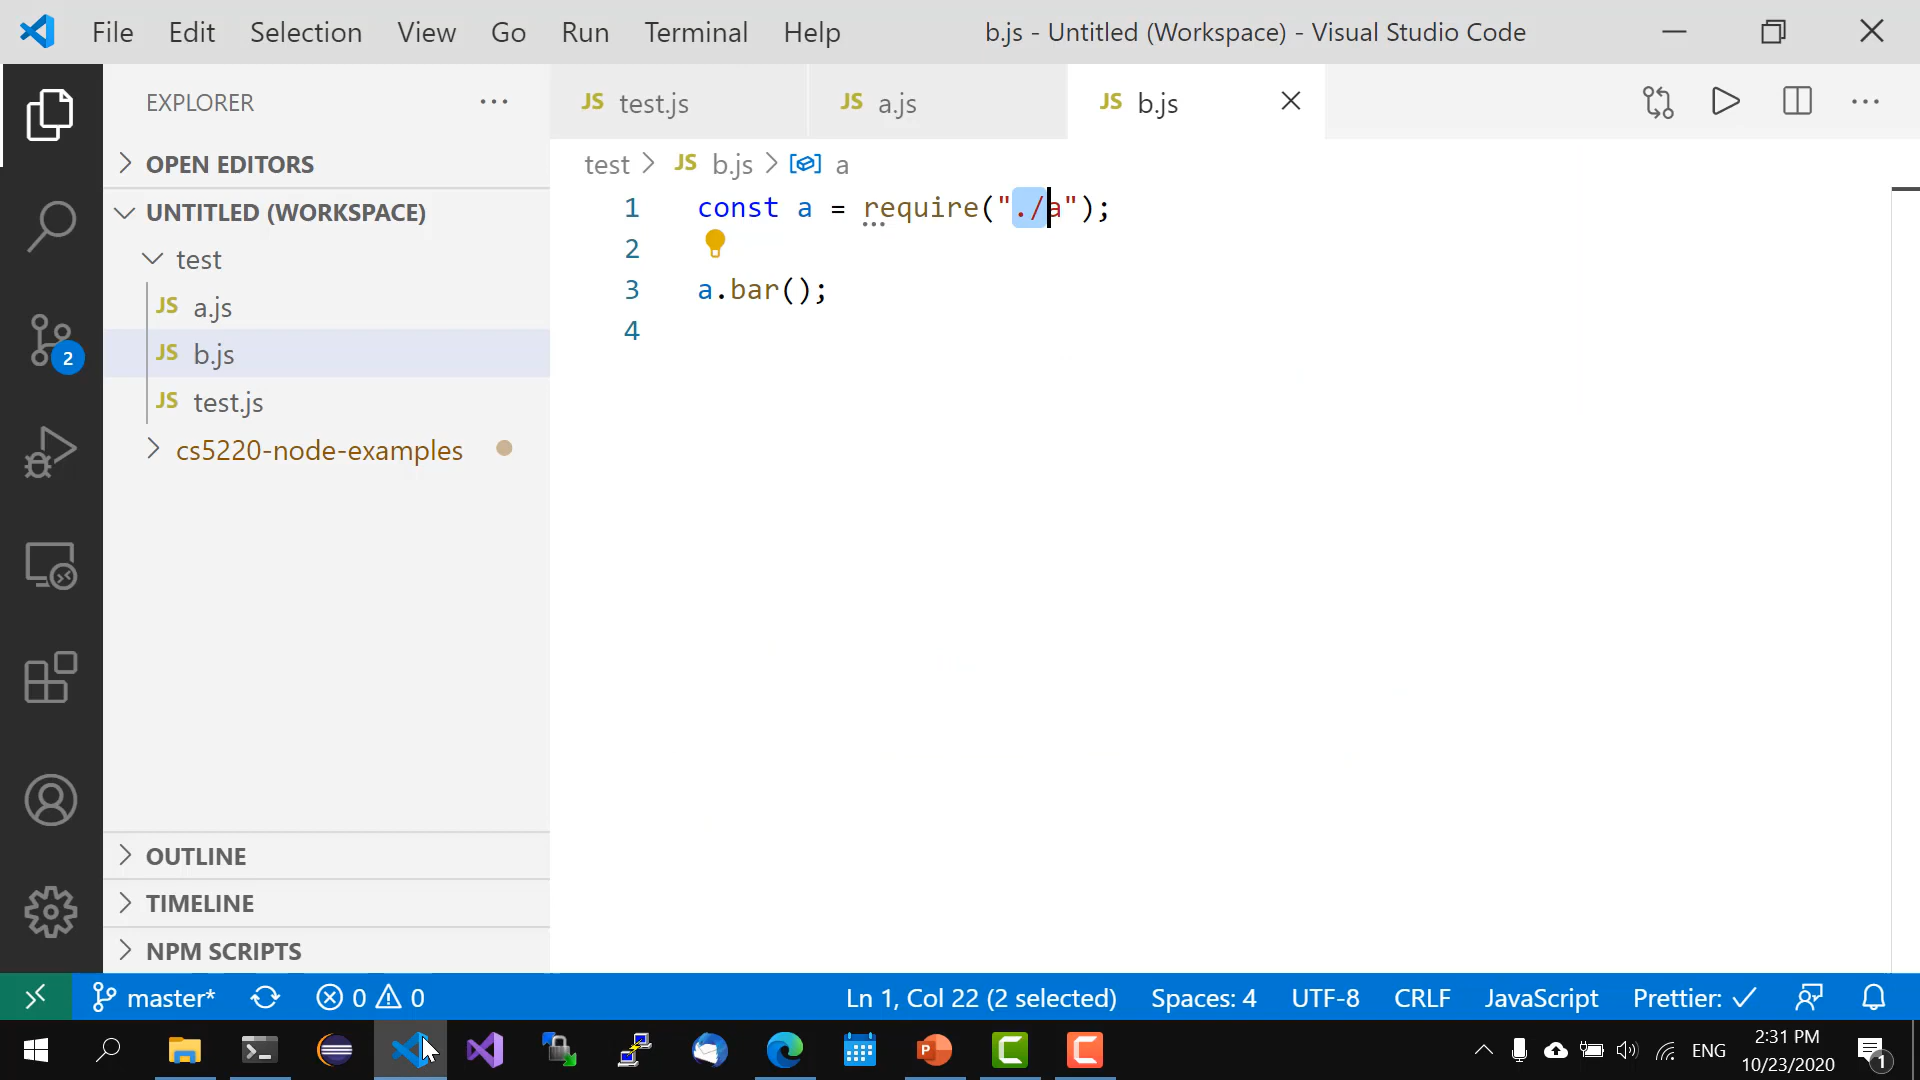 File Edit Selection View Go Run Terminal Help b.js - Untitled (Workspace) - Visual Studio Code
EXPLORER
OPEN EDITORS
UNTITLED (WORKSPACE)
test
JS a.js
JS b.js
JS test.js
cs5220-node-examples
OUTLINE
TIMELINE
NPM SCRIPTS
2
JS test.js JS a.js JS b.js
test > JS b.js > a
1 const a = require("./a");
2
3 a.bar();
4
master* 0 0 Ln 1, Col 22 (2 selected) Spaces: 4 UTF-8 CRLF JavaScript Prettier: ✓
ENG 2:31 PM
10/23/2020
1